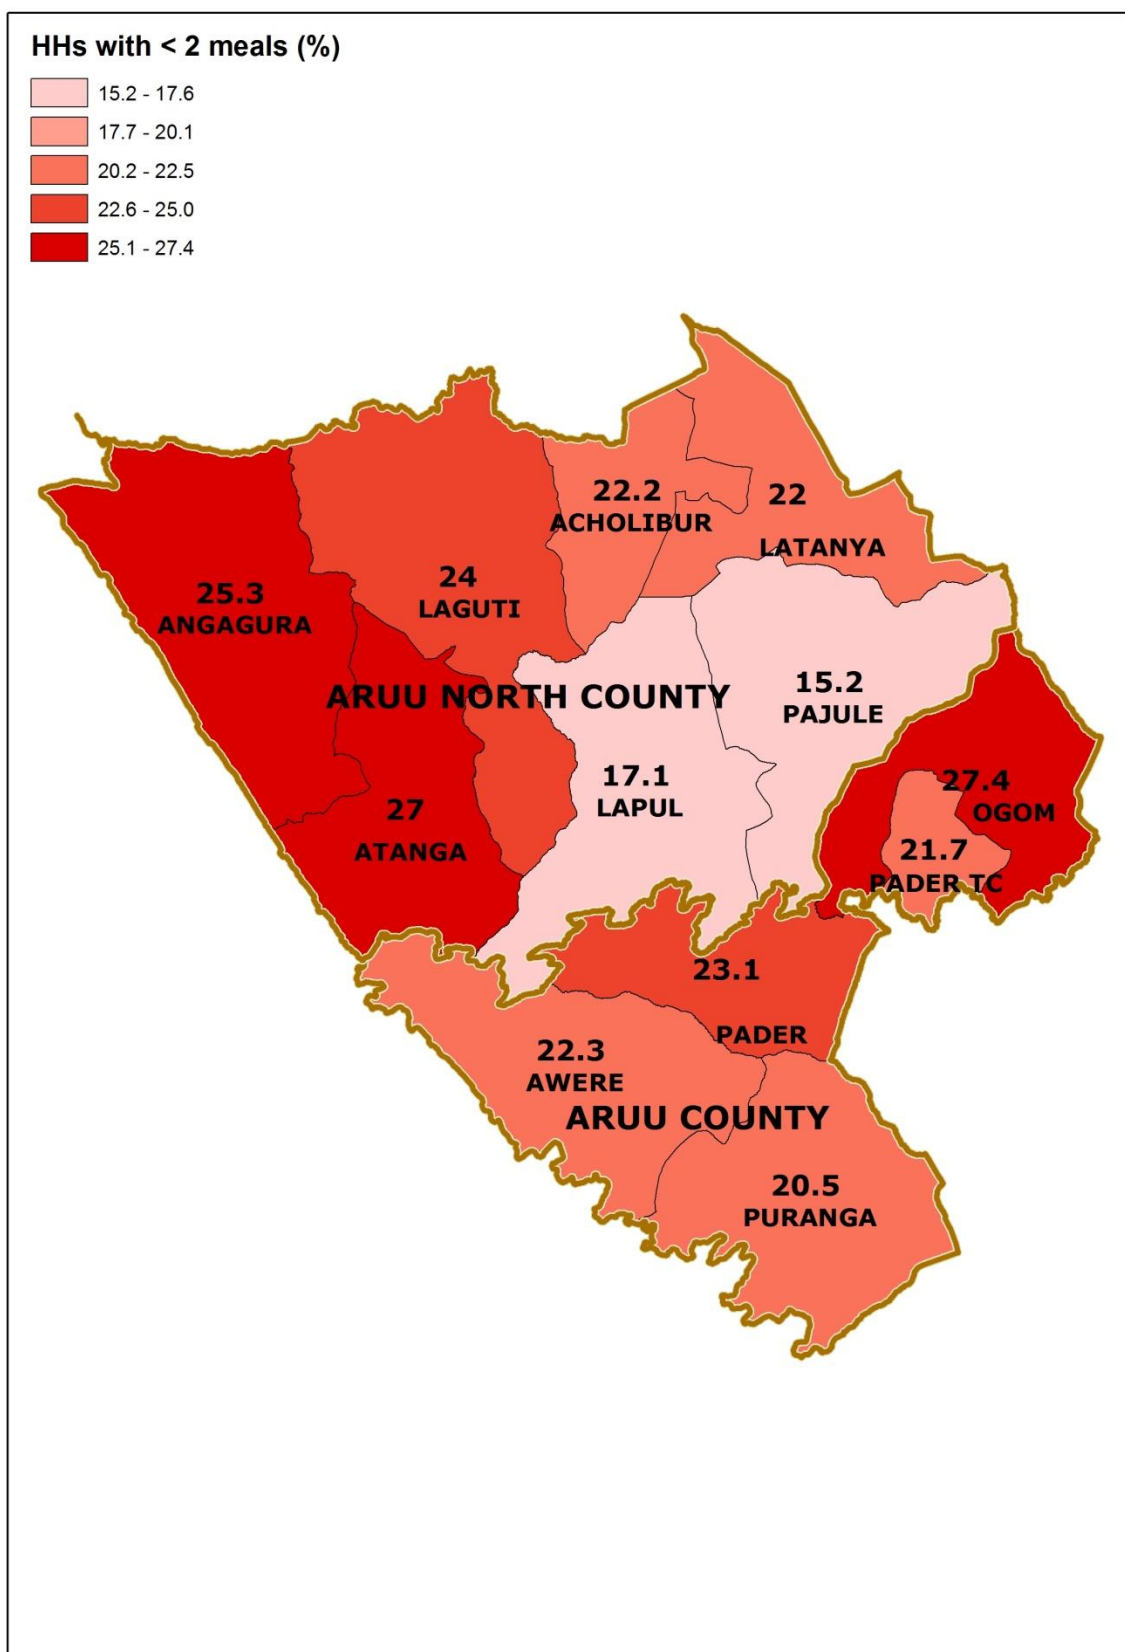 HHs with < 2 meals (%)
15.2 - 17.6
17.7 - 20.1
20.2 - 22.5
22.6 - 25.0
25.1 - 27.4
22.2
ACHOLIBUR
22
LATANYA
24
LAGUTI
25.3
ANGAGURA
ARUU NORTH COUNTY
15.2
PAJULE
17.1
LAPUL
27.4
OGOM
27
ATANGA
21.7
PADER TC
23.1
PADER
22.3
AWERE
ARUU COUNTY
20.5
PURANGA